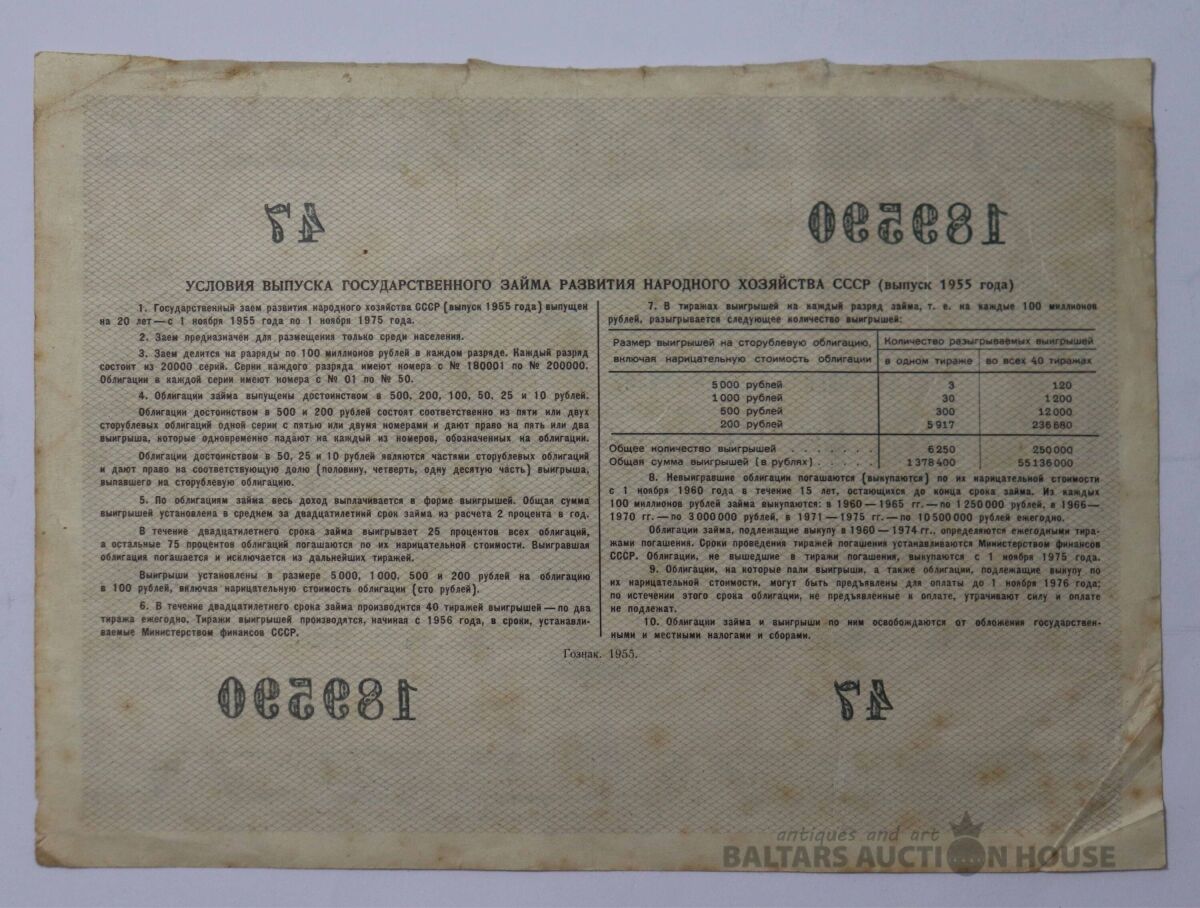 47 189590
УСЛОВИЯ ВЫПУСКА ГОСУДАРСТВЕННОГО ЗАЙМА РАЗВИТИЯ НАРОДНОГО ХОЗЯЙСТВА СССР (выпуск 1955 года)
1. Государственный заем развития народного хозяйства СССР (выпуск 1955 года) выпущен
на 20 лет—с 1 ноября 1955 года по 1 ноября 1975 года.
2. Заем предназначен для размещения только среди населения.
3. Заем делится на разряды по 100 миллионов рублей в каждом разряде. Каждый разряд
состоит из 20000 серий. Серии каждого разряда имеют номера с № 180001 по № 200000.
Облигации в каждой серии имеют номера с № 01 по № 50.
4. Облигации займа выпущены достоинством в 500, 200, 100, 50, 25 и 10 рублей.
Облигации достоинством в 500 и 200 рублей состоят соответственно из пяти или двух
сторублевых облигаций одной серии с пятью или двумя номерами и дают право на пять или два
выигрыша, которые одновременно падают на каждый из номеров, обозначенных на облигации.
Облигации достоинством в 50, 25 и 10 рублей являются частями сторублевых облигаций
и дают право на соответствующую долю (половину, четверть, одну десятую часть) выигрыша,
выпавшего на сторублевую облигацию.
5. По облигациям займа весь доход выплачивается в форме выигрышей. Общая сумма
выигрышей установлена в среднем за двадцатилетний срок займа из расчета 2 процента в год.
В течение двадцатилетнего срока займа выигрывает 25 процентов всех облигаций,
а остальные 75 процентов облигаций погашаются по их нарицательной стоимости. Выигравшая
облигация погашается и исключается из дальнейших тиражей.
Выигрыши установлены в размере 5000, 1000, 500 и 200 рублей на облигацию
в 100 рублей, включая нарицательную стоимость облигации (сто рублей).
6. В течение двадцатилетнего срока займа производится 40 тиражей выигрышей—по два
тиража ежегодно. Тиражи выигрышей производятся, начиная с 1956 года, в сроки, устанавли-
ваемые Министерством финансов СССР.
7. В тиражах выигрышей на каждый разряд займа, т. е. на каждые 100 миллионов
рублей, разыгрывается следующее количество выигрышей:
Размер выигрышей на сторублевую облигацию, Количество разыгрываемых выигрышей
включая нарицательную стоимость облигации в одном тираже во всех 40 тиражах
5000 рублей 3 120
1000 рублей 30 1200
500 рублей 300 12000
200 рублей 5917 236680
Общее количество выигрышей . . . . . . . . 6250 250000
Общая сумма выигрышей (в рублях) . . . . . 1378400 55136000
8. Невыигравшие облигации погашаются (выкупаются) по их нарицательной стоимости
с 1 ноября 1960 года в течение 15 лет, остающихся до конца срока займа. Из каждых
100 миллионов рублей займа выкупаются: в 1960—1965 гг.—по 1250000 рублей, в 1966—
1970 гг.—по 3000000 рублей, в 1971—1975 гг.—по 10500000 рублей ежегодно.
Облигации займа, подлежащие выкупу в 1960—1974 гг., определяются ежегодными тира-
жами погашения. Сроки проведения тиражей погашения устанавливаются Министерством финансов
СССР. Облигации, не вышедшие в тиражи погашения, выкупаются с 1 ноября 1975 года.
9. Облигации, на которые пали выигрыши, а также облигации, подлежащие выкупу по
их нарицательной стоимости, могут быть предъявлены для оплаты до 1 ноября 1976 года;
по истечении этого срока облигации, не предъявленные к оплате, утрачивают силу и оплате
не подлежат.
10. Облигации займа и выигрыши по ним освобождаются от обложения государствен-
ными и местными налогами и сборами.
Гознак. 1955.
189590 47
antiques and art
BALTARS AUCTION HOUSE